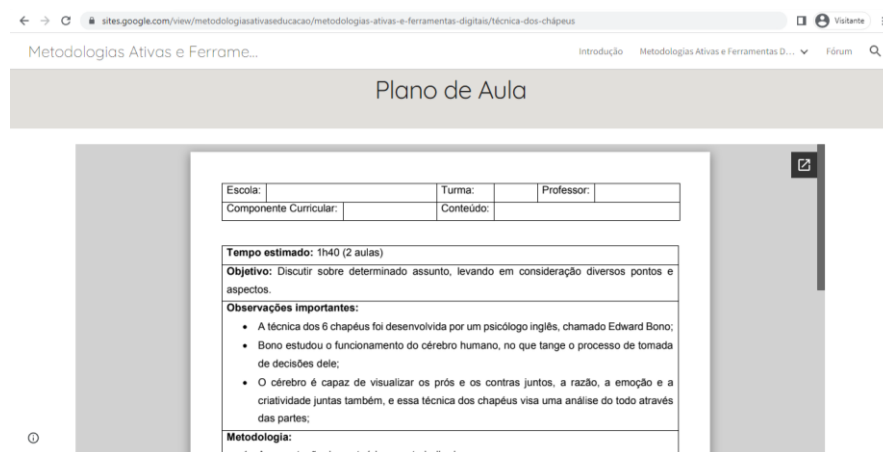 sites.google.com/view/metodologiasativaseducacao/metodologias-ativas-e-ferramentas-digitais/técnica-dos-chápeus
Visitante
Metodologias Ativas e Ferrame...
Introdução Metodologias Ativas e Ferramentas D... Fórum
Plano de Aula
Escola: Turma: Professor:
Componente Curricular: Conteúdo:
Tempo estimado: 1h40 (2 aulas)
Objetivo: Discutir sobre determinado assunto, levando em consideração diversos pontos e
aspectos.
Observações importantes:
• A técnica dos 6 chapéus foi desenvolvida por um psicólogo inglês, chamado Edward Bono;
• Bono estudou o funcionamento do cérebro humano, no que tange o processo de tomada
de decisões dele;
• O cérebro é capaz de visualizar os prós e os contras juntos, a razão, a emoção e a
criatividade juntas também, e essa técnica dos chapéus visa uma análise do todo através
das partes;
Metodologia: